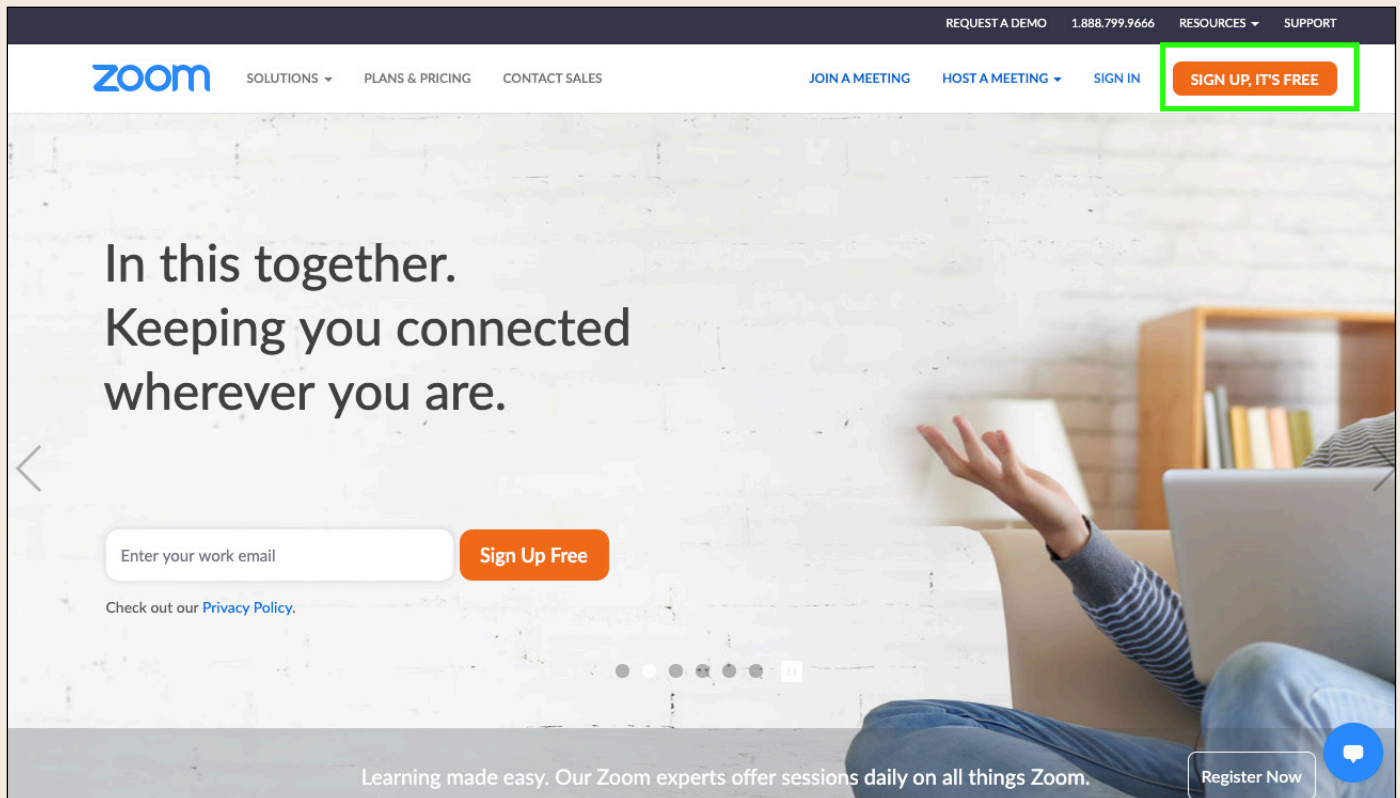 REQUEST A DEMO 1.888.799.9666 RESOURCES SUPPORT
zoom SOLUTIONS PLANS & PRICING CONTACT SALES JOIN A MEETING HOST A MEETING SIGN IN SIGN UP, IT'S FREE
In this together.
Keeping you connected
wherever you are.
Enter your work email Sign Up Free
Check out our Privacy Policy.
Learning made easy. Our Zoom experts offer sessions daily on all things Zoom. Register Now